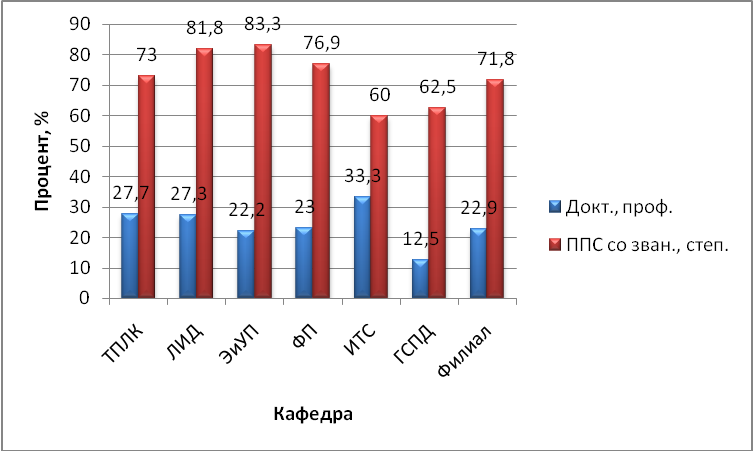 90
80
70
60
50
40
30
20
10
0
Процент, %
27,7
73
27,3
81,8
22,2
83,3
23
76,9
33,3
60
12,5
62,5
22,9
71,8
ТПЛК
ЛИД
ЭиУП
ФП
ИТС
ГСПД
Филиал
Кафедра
Докт., проф.
ППС со зван., степ.